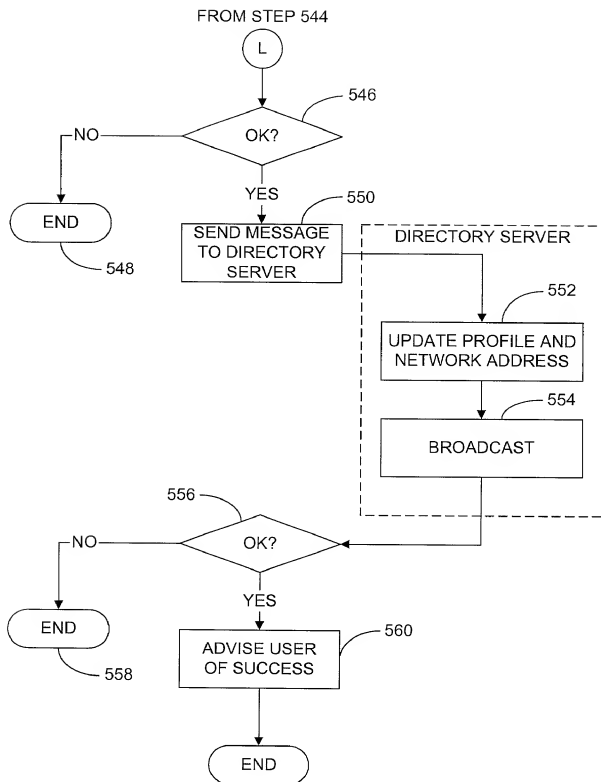 FROM STEP 544
L
546
OK?
NO
YES
END
548
550
SEND MESSAGE
TO DIRECTORY
SERVER
DIRECTORY SERVER
552
UPDATE PROFILE AND
NETWORK ADDRESS
554
BROADCAST
556
OK?
NO
YES
END
558
560
ADVISE USER
OF SUCCESS
END